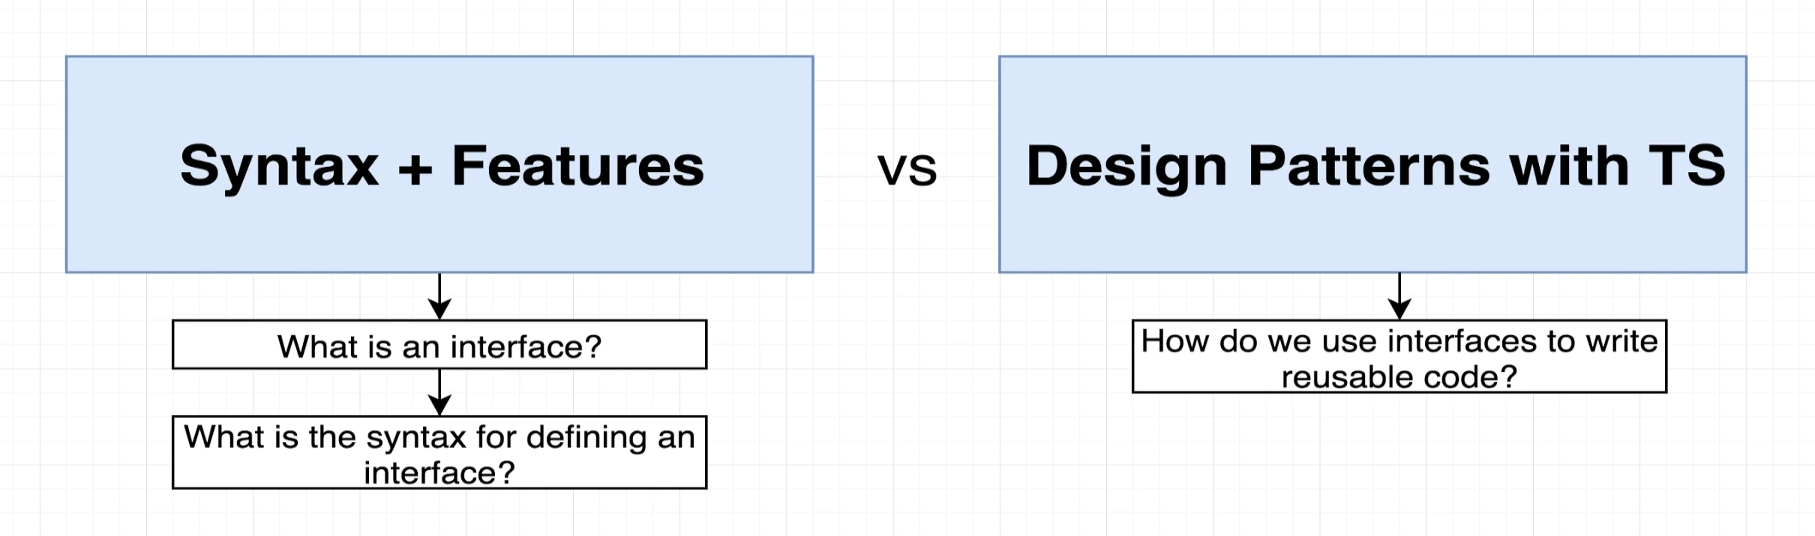 Syntax + Features
vs
Design Patterns with TS
What is an interface?
How do we use interfaces to write
reusable code?
What is the syntax for defining an
interface?